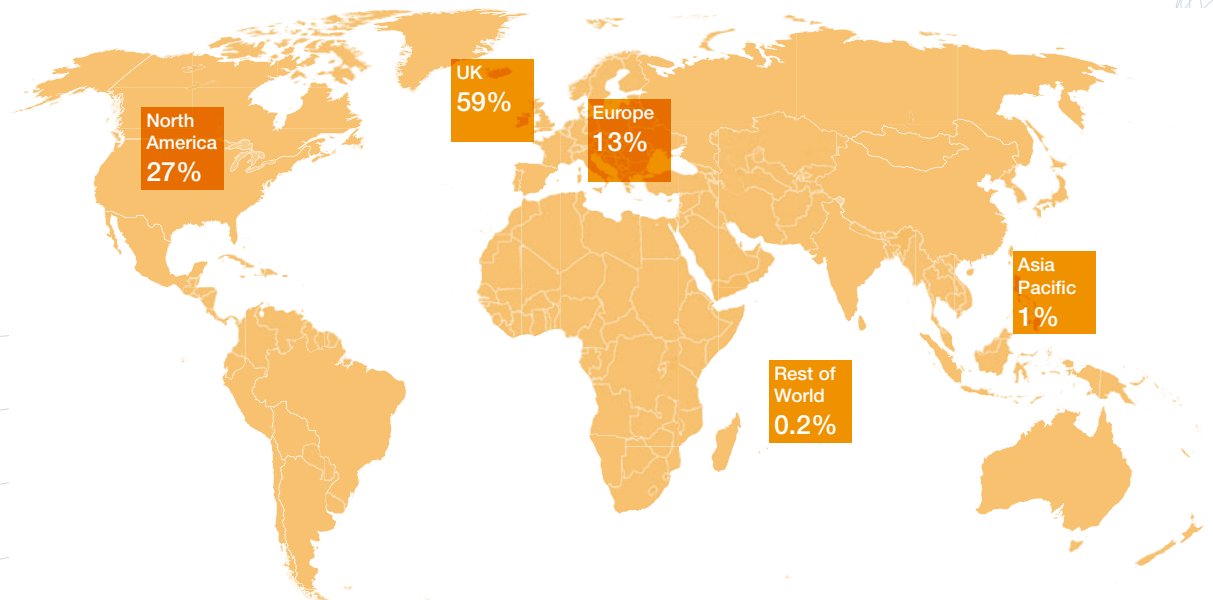 UK
59%
North
America
27%
Europe
13%
Asia
Pacific
1%
Rest of
World
0.2%